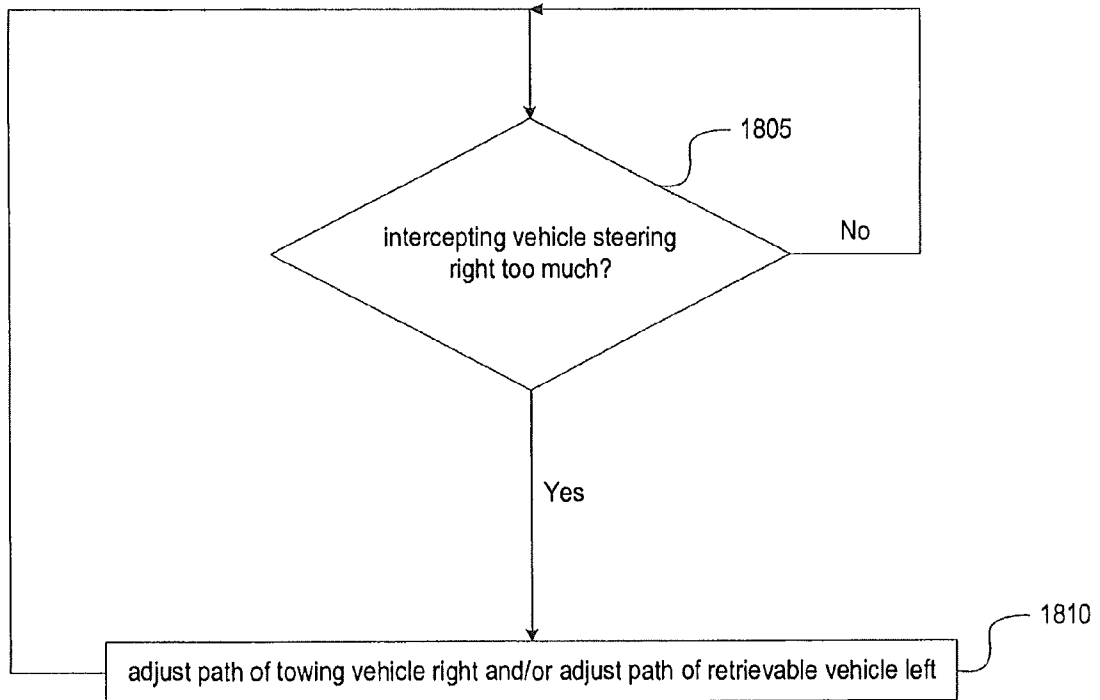 1805
intercepting vehicle steering
right too much?
No
Yes
1810
adjust path of towing vehicle right and/or adjust path of retrievable vehicle left